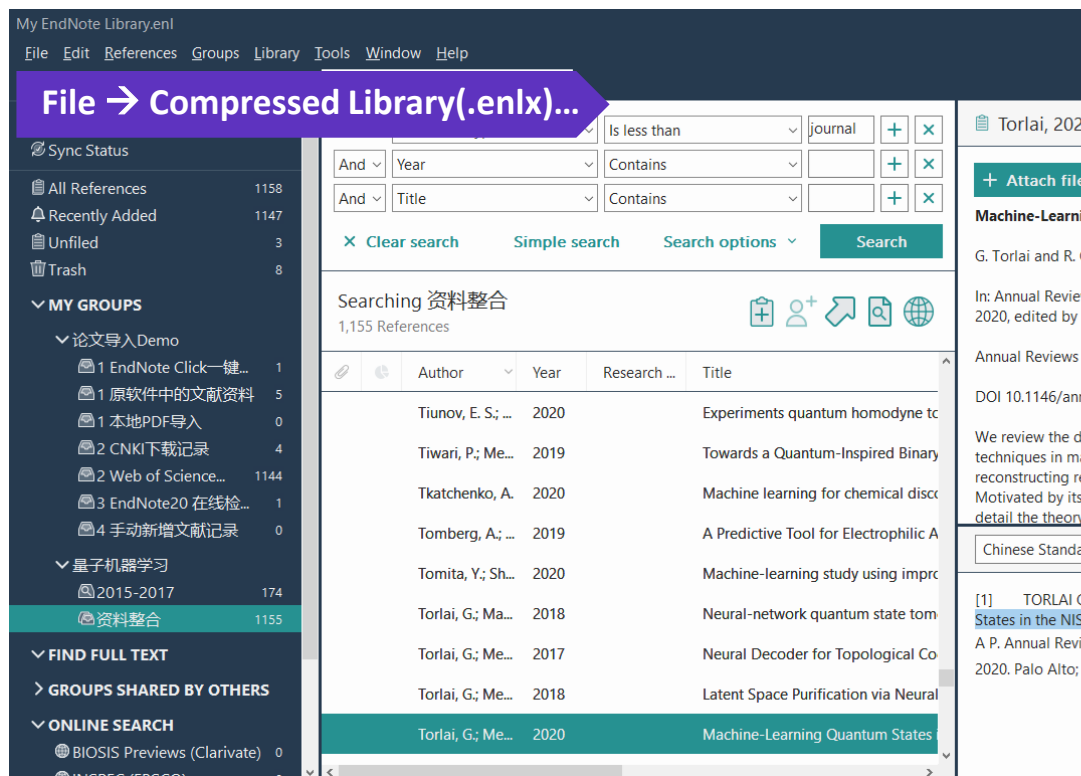 My EndNote Library.enl
File Edit References Groups Library Tools Window Help
File → Compressed Library(.enlx)...
Is less than journal
Sync Status
And Year Contains
And Title Contains
All References 1158
Recently Added 1147
Unfiled 3
Trash 8
Clear search Simple search Search options Search
MY GROUPS
论文导入Demo
1 EndNote Click一键... 1
1 原软件中的文献资料 5
1 本地PDF导入 0
2 CNKI下载记录 4
2 Web of Science... 1144
3 EndNote20 在线检... 1
4 手动新增文献记录 0
量子机器学习
2015-2017 174
资料整合 1155
FIND FULL TEXT
GROUPS SHARED BY OTHERS
ONLINE SEARCH
BIOSIS Previews (Clarivate) 0
Searching 资料整合
1,155 References
Author Year Research ... Title
Tiunov, E. S.; ... 2020 Experiments quantum homodyne to
Tiwari, P.; Me... 2019 Towards a Quantum-Inspired Binary
Tkatchenko, A. 2020 Machine learning for chemical disco
Tomberg, A.; ... 2019 A Predictive Tool for Electrophilic A
Tomita, Y.; Sh... 2020 Machine-learning study using impro
Torlai, G.; Ma... 2018 Neural-network quantum state tom
Torlai, G.; Me... 2017 Neural Decoder for Topological Co
Torlai, G.; Me... 2018 Latent Space Purification via Neural
Torlai, G.; Me... 2020 Machine-Learning Quantum States
Torlai, 202
+ Attach file
Machine-Learni
G. Torlai and R.
In: Annual Review
2020, edited by
Annual Reviews
DOI 10.1146/ann
We review the d
techniques in ma
reconstructing re
Motivated by its
detail the theory
Chinese Standa
[1] TORLAI
States in the NIS
A P. Annual Revi
2020. Palo Alto;